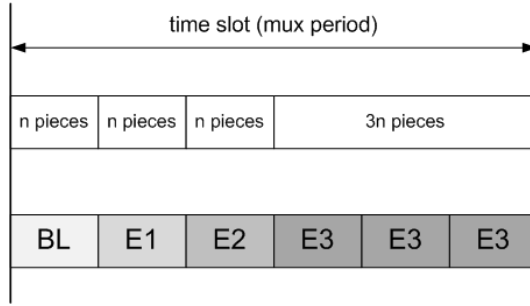 time slot (mux period)
n pieces n pieces n pieces 3n pieces
BL E1 E2 E3 E3 E3